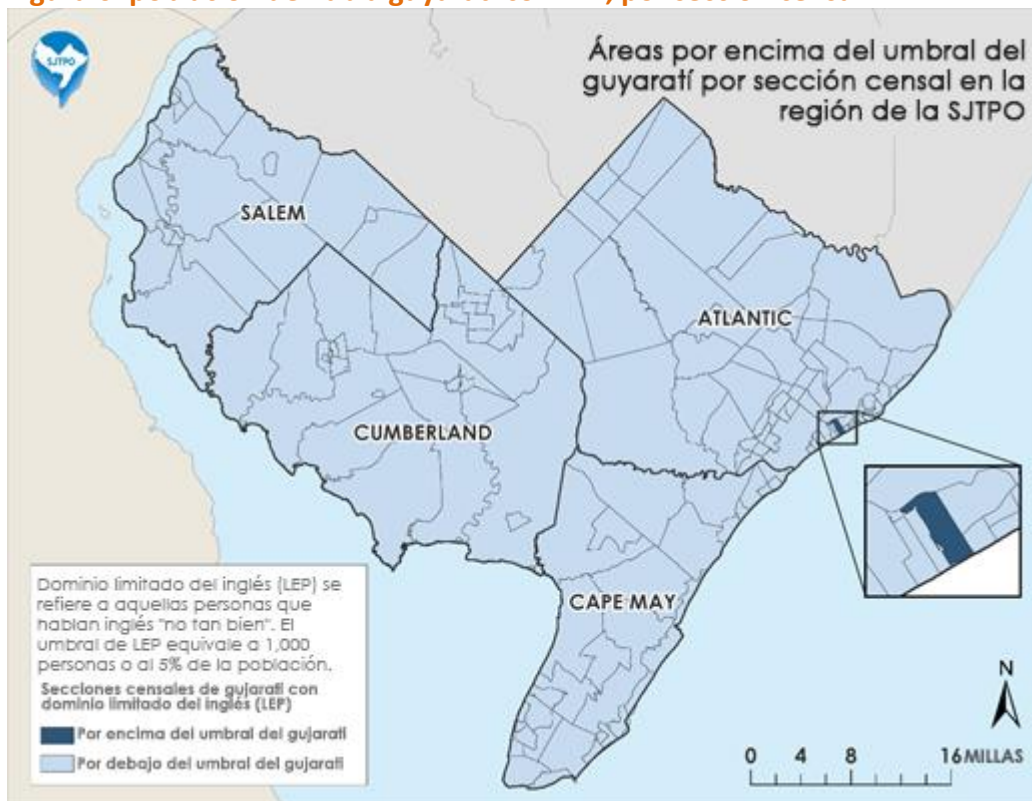 Áreas por encima del umbral del
guyaratí por sección censal en la
región de la SJTPO
SJTPO
SALEM
ATLANTIC
CUMBERLAND
CAPE MAY
Dominio limitado del inglés (LEP) se
refiere a aquellas personas que
hablan inglés "no tan bien". El
umbral de LEP equivale a 1,000
personas o al 5% de la población.
Secciones censales de gujaratí con
dominio limitado del inglés (LEP)
Por encima del umbral del gujaratí
Por debajo del umbral del gujaratí
N
0 4 8 16 MILLAS